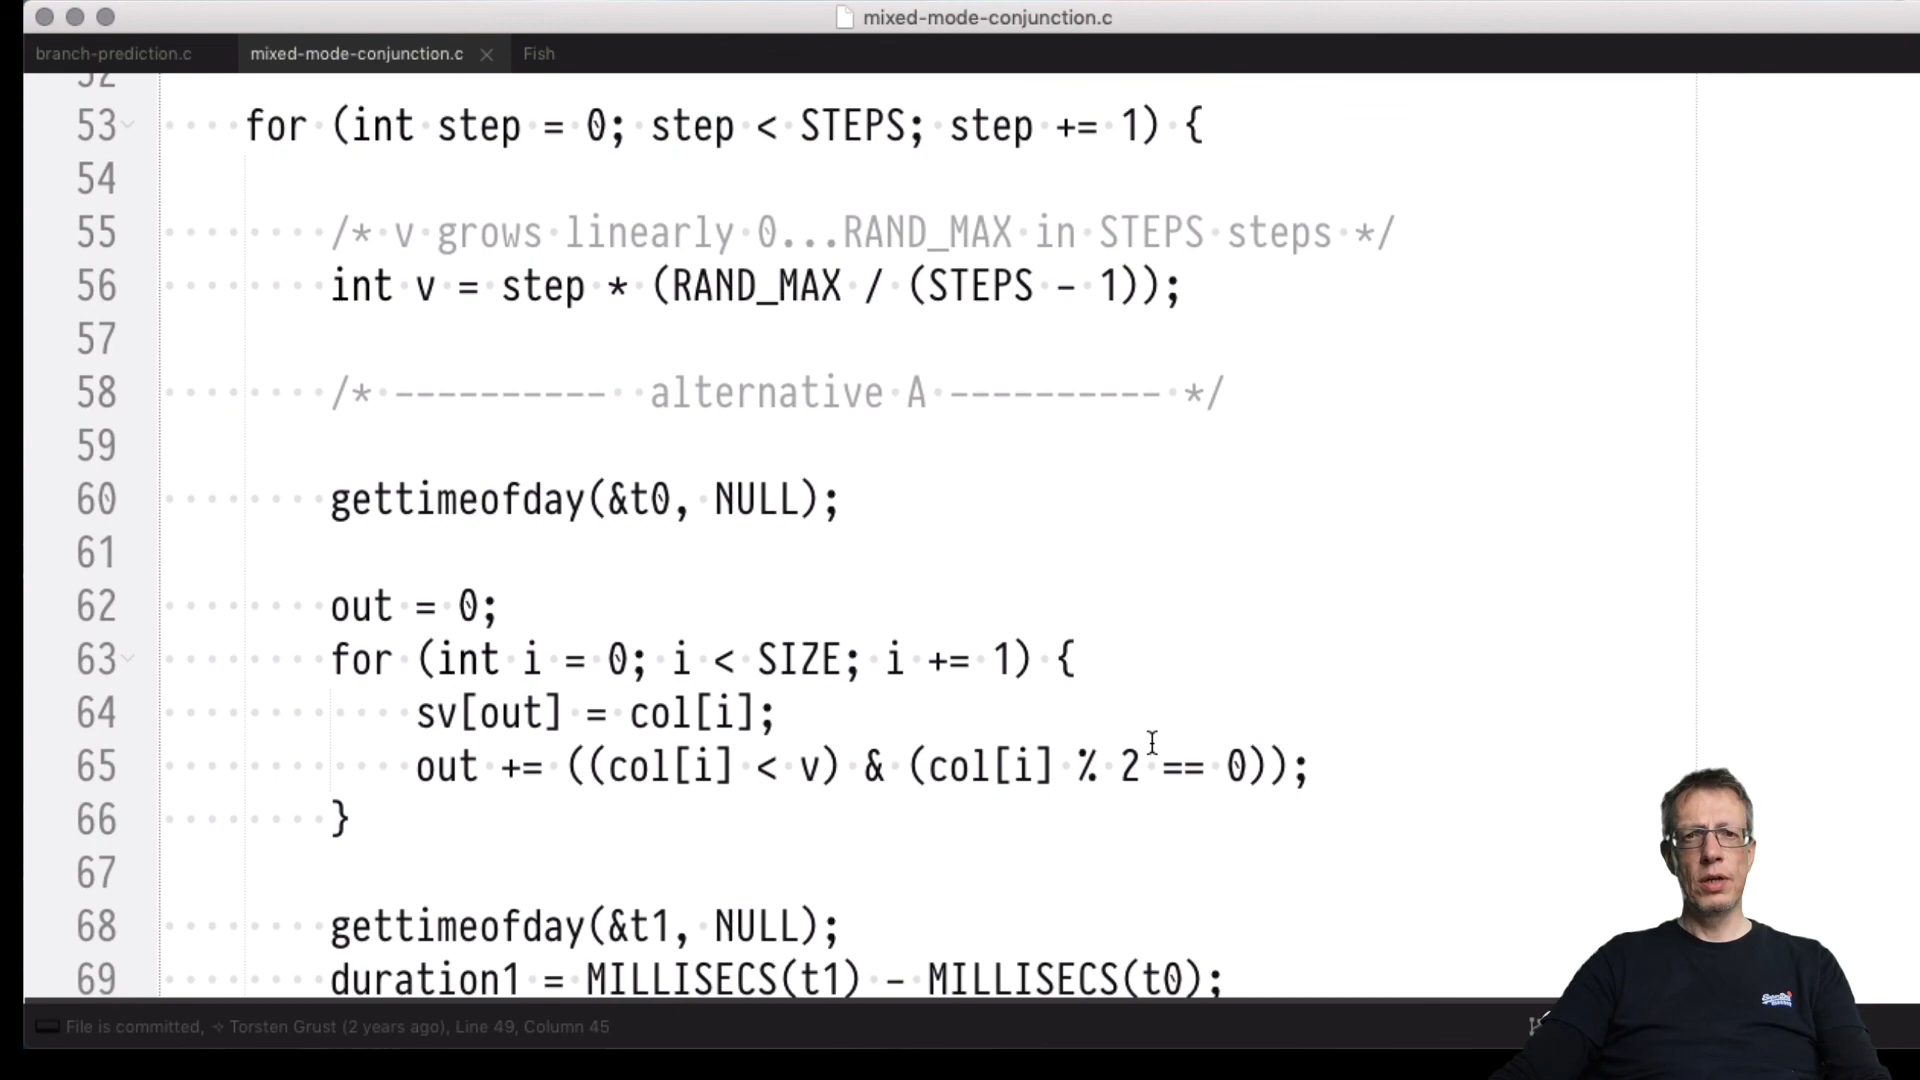 mixed-mode-conjunction.c
branch-prediction.c mixed-mode-conjunction.c Fish
52
53 for (int step = 0; step < STEPS; step += 1) {
54
55 /* v grows linearly 0...RAND_MAX in STEPS steps */
56 int v = step * (RAND_MAX / (STEPS - 1));
57
58 /* ---------- alternative A ---------- */
59
60 gettimeofday(&t0, NULL);
61
62 out = 0;
63 for (int i = 0; i < SIZE; i += 1) {
64 sv[out] = col[i];
65 out += ((col[i] < v) & (col[i] % 2 == 0));
66 }
67
68 gettimeofday(&t1, NULL);
69 duration1 = MILLISECS(t1) - MILLISECS(t0);
File is committed, Torsten Grust (2 years ago), Line 49, Column 45